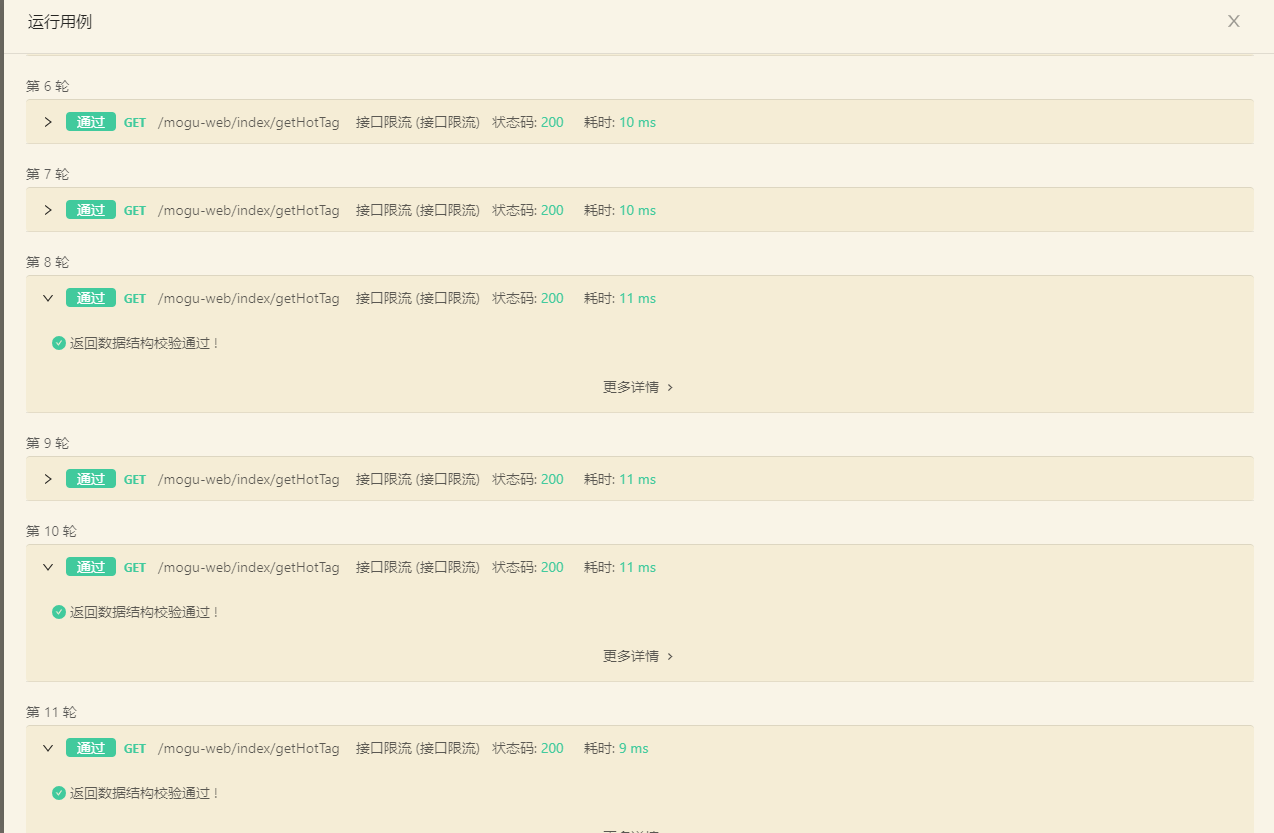 运行用例
第 6 轮
通过 GET /mogu-web/index/getHotTag 接口限流 (接口限流) 状态码: 200 耗时: 10 ms
第 7 轮
通过 GET /mogu-web/index/getHotTag 接口限流 (接口限流) 状态码: 200 耗时: 10 ms
第 8 轮
通过 GET /mogu-web/index/getHotTag 接口限流 (接口限流) 状态码: 200 耗时: 11 ms
返回数据结构校验通过！
更多详情
第 9 轮
通过 GET /mogu-web/index/getHotTag 接口限流 (接口限流) 状态码: 200 耗时: 11 ms
第 10 轮
通过 GET /mogu-web/index/getHotTag 接口限流 (接口限流) 状态码: 200 耗时: 11 ms
返回数据结构校验通过！
更多详情
第 11 轮
通过 GET /mogu-web/index/getHotTag 接口限流 (接口限流) 状态码: 200 耗时: 9 ms
返回数据结构校验通过！